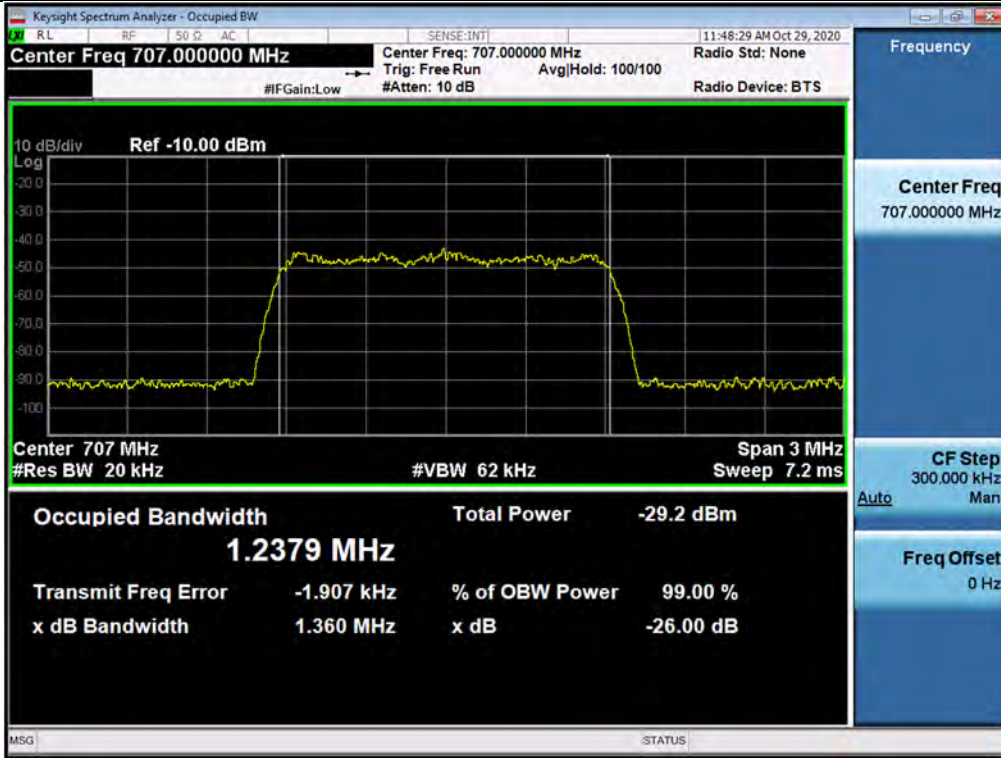 Keysight Spectrum Analyzer - Occupied BW
LXI RL RF 50 Ω AC SENSE:INT 11:48:29 AM Oct 29, 2020
Center Freq 707.000000 MHz
Center Freq: 707.000000 MHz Radio Std: None
Trig: Free Run Avg|Hold: 100/100
#IFGain:Low #Atten: 10 dB Radio Device: BTS
10 dB/div Ref -10.00 dBm
Log
-20.0
-30.0
-40.0
-50.0
-60.0
-70.0
-80.0
-90.0
-100
Center 707 MHz Span 3 MHz
#Res BW 20 kHz #VBW 62 kHz Sweep 7.2 ms
Occupied Bandwidth Total Power -29.2 dBm
1.2379 MHz
Transmit Freq Error -1.907 kHz % of OBW Power 99.00 %
x dB Bandwidth 1.360 MHz x dB -26.00 dB
MSG STATUS
Frequency
Center Freq
707.000000 MHz
CF Step
300.000 kHz
Auto Man
Freq Offset
0 Hz